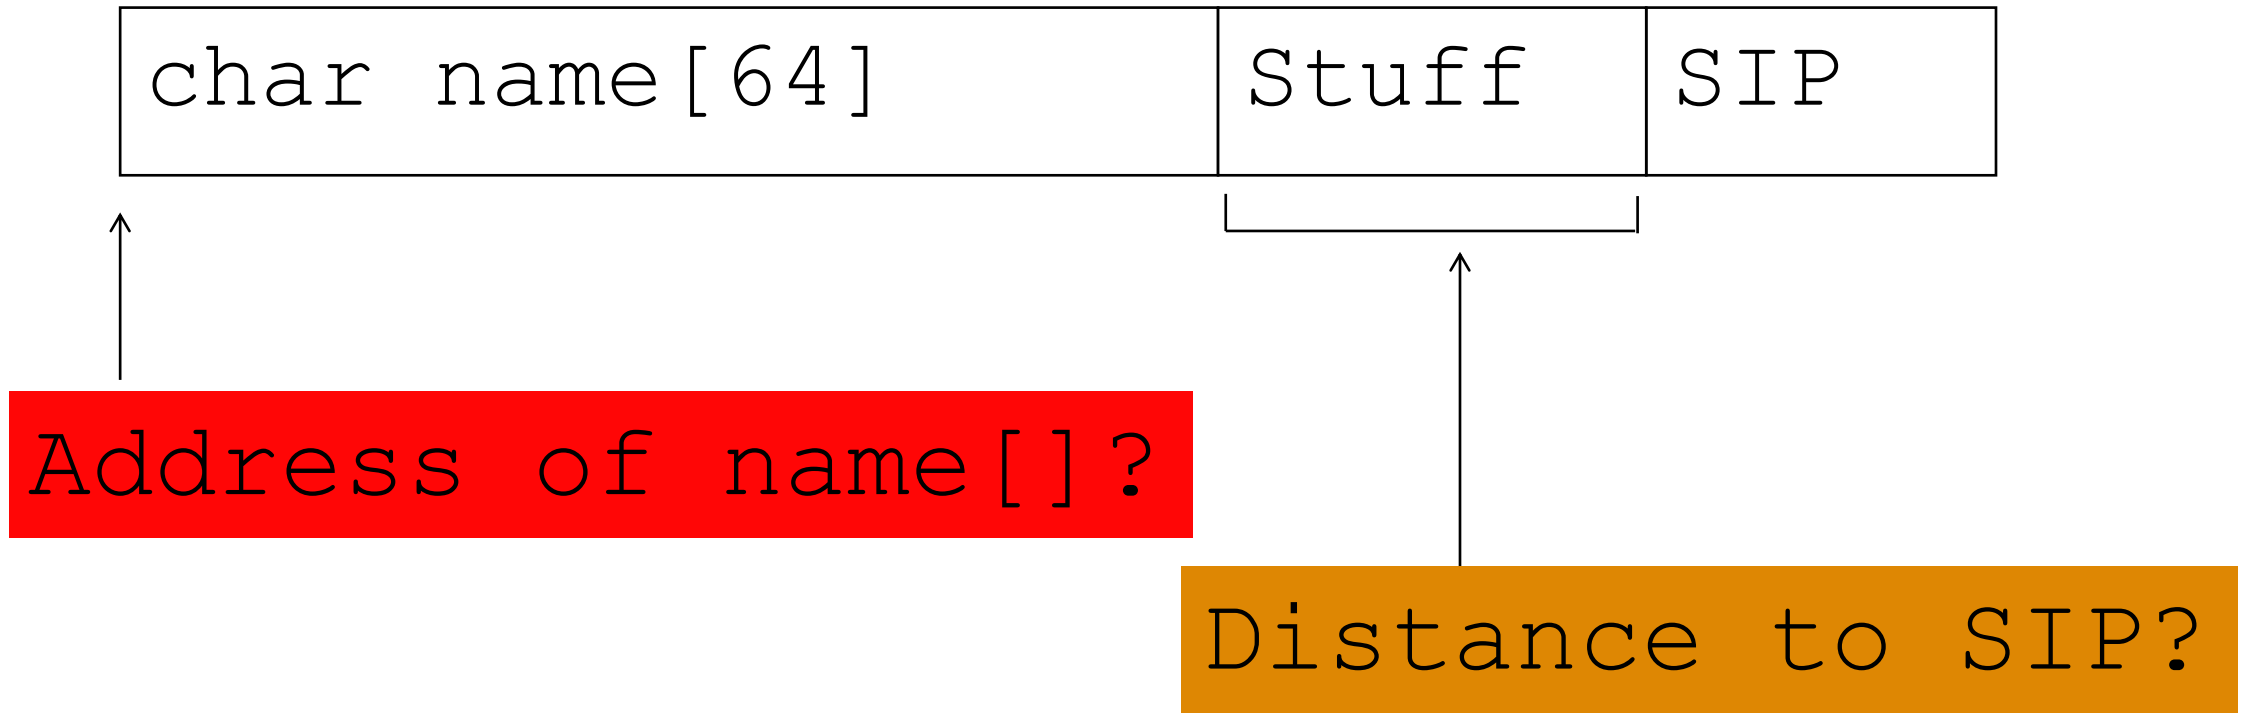 char name[64] Stuff SIP
Address of name[]?
Distance to SIP?